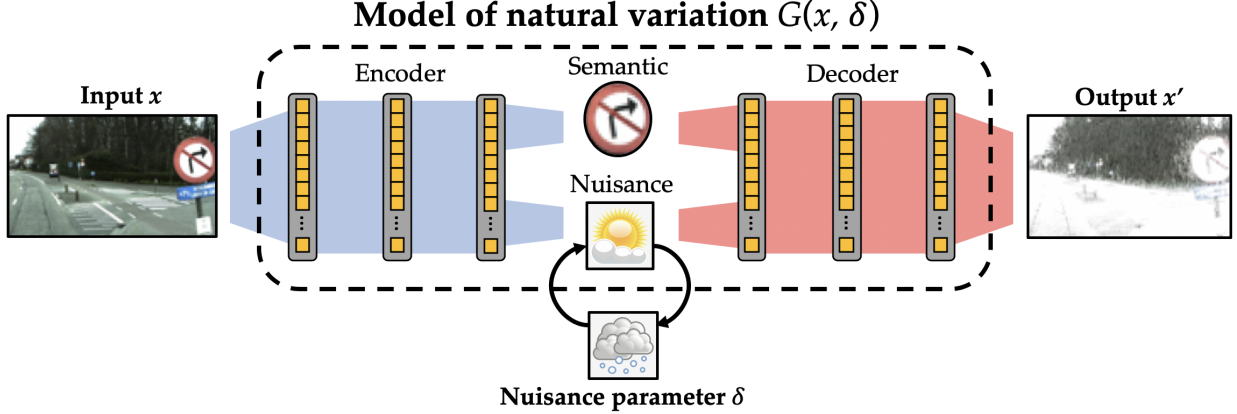 Model of natural variation G(x, δ)
Encoder
Semantic
Decoder
Input x
Output x'
Nuisance
Nuisance parameter δ